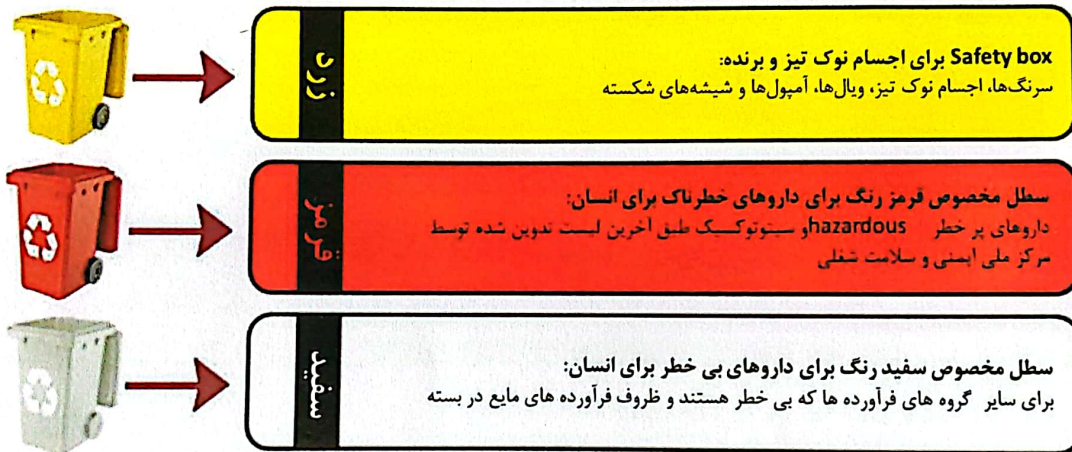 زرد
Safety box برای اجسام نوک تیز و برنده:
سرنگ‌ها، اجسام نوک تیز، ویال‌ها، آمپول‌ها و شیشه‌های شکسته
قرمز
سطل مخصوص قرمز رنگ برای داروهای خطرناک برای انسان:
داروهای پر خطر hazardousو سیتوتوکسیک طبق آخرین لیست تدوین شده توسط
مرکز ملی ایمنی و سلامت شغلی
سفید
سطل مخصوص سفید رنگ برای داروهای بی خطر برای انسان:
برای سایر گروه های فرآورده ها که بی خطر هستند و ظروف فرآورده های مایع در بسته